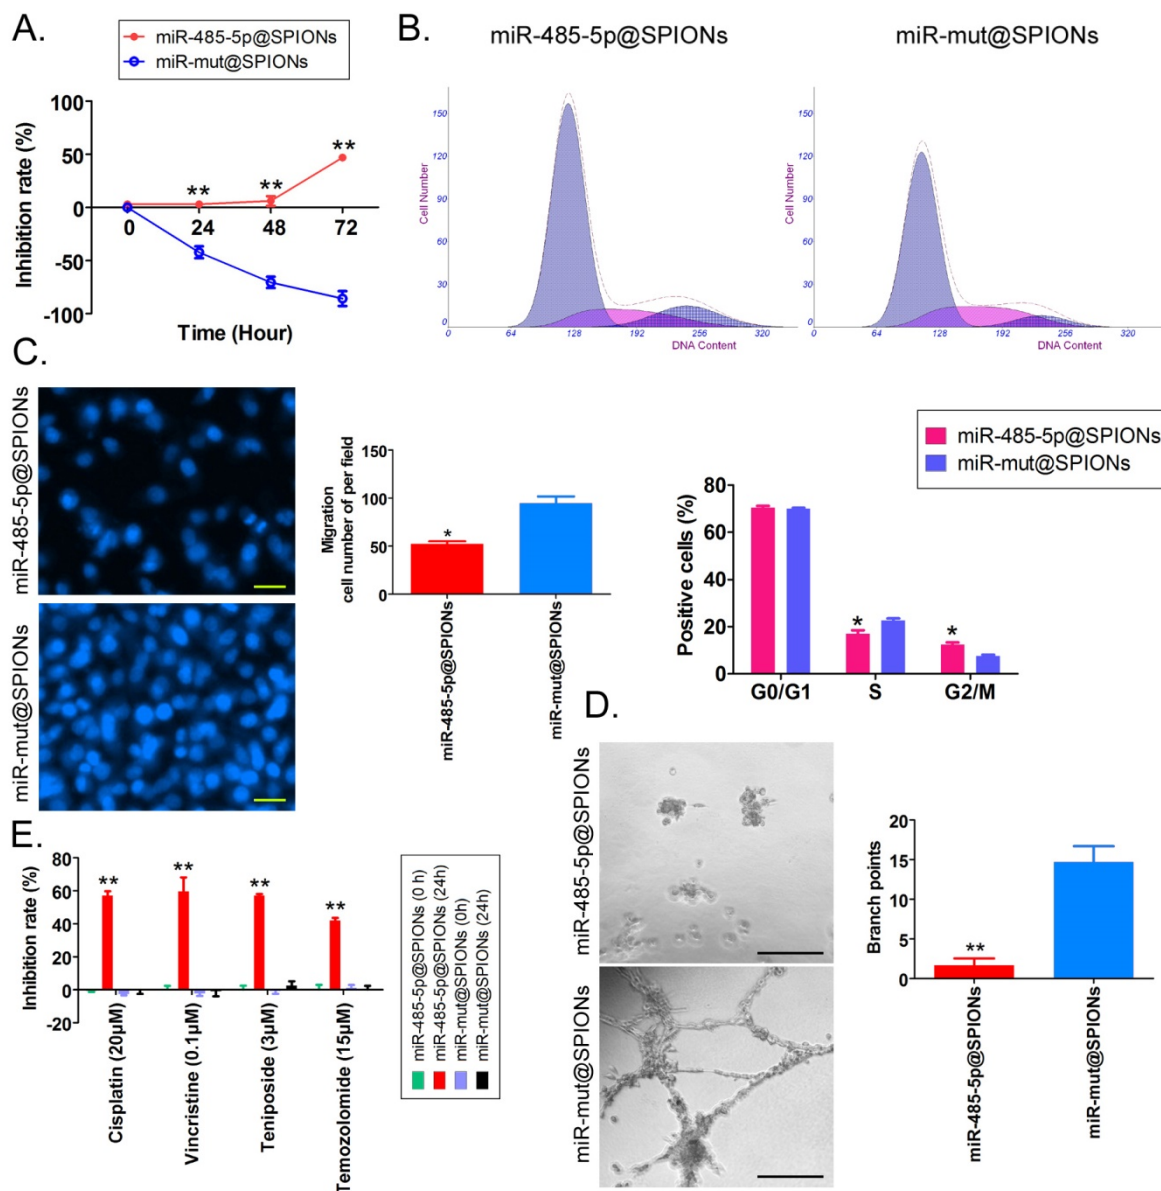 A.
miR-485-5p@SPIONs
miR-mut@SPIONs
Inhibition rate (%)
100
50
0
-50
-100
**
**
**
0
24
48
72
Time (Hour)
B.
miR-485-5p@SPIONs
Cell Number
150
120
90
60
30
0
0
64
128
192
256
320
DNA Content
miR-mut@SPIONs
Cell Number
150
120
90
60
30
0
0
64
128
192
256
320
DNA Content
miR-485-5p@SPIONs
miR-mut@SPIONs
Positive cells (%)
80
60
40
20
0
*
*
G0/G1
S
G2/M
C.
miR-485-5p@SPIONs
miR-mut@SPIONs
Migration
cell number of per field
150
100
50
0
*
miR-485-5p@SPIONs
miR-mut@SPIONs
D.
miR-485-5p@SPIONs
miR-mut@SPIONs
Branch points
20
15
10
5
0
**
miR-485-5p@SPIONs
miR-mut@SPIONs
E.
Inhibition rate (%)
80
60
40
20
0
-20
**
**
**
**
Cisplatin (20μM)
Vincristine (0.1μM)
Teniposide (3μM)
Temozolomide (15μM)
miR-485-5p@SPIONs (0 h)
miR-485-5p@SPIONs (24h)
miR-mut@SPIONs (0h)
miR-mut@SPIONs (24h)